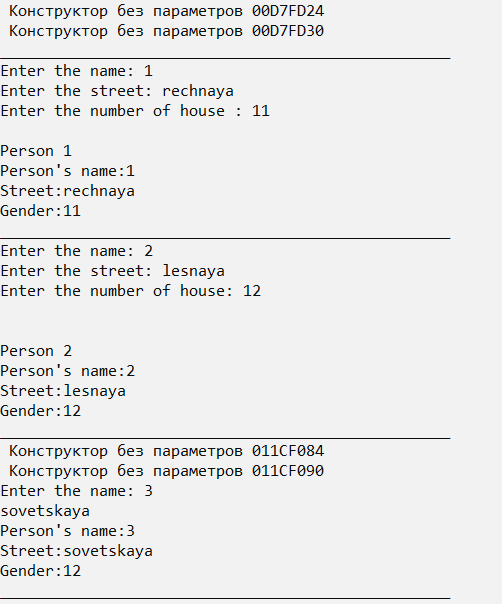 Конструктор без параметров 00D7FD24
Конструктор без параметров 00D7FD30
Enter the name: 1
Enter the street: rechnaya
Enter the number of house : 11
Person 1
Person's name:1
Street:rechnaya
Gender:11
Enter the name: 2
Enter the street: lesnaya
Enter the number of house: 12
Person 2
Person's name:2
Street:lesnaya
Gender:12
Конструктор без параметров 011CF084
Конструктор без параметров 011CF090
Enter the name: 3
sovetskaya
Person's name:3
Street:sovetskaya
Gender:12